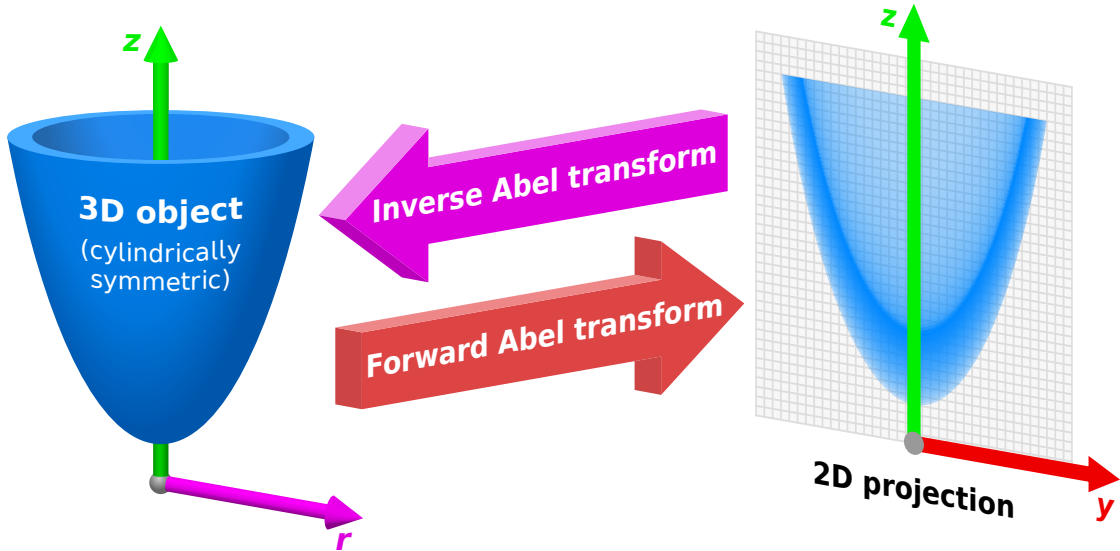 z
3D object
(cylindrically
symmetric)
r
Inverse Abel transform
Forward Abel transform
z
2D projection
y